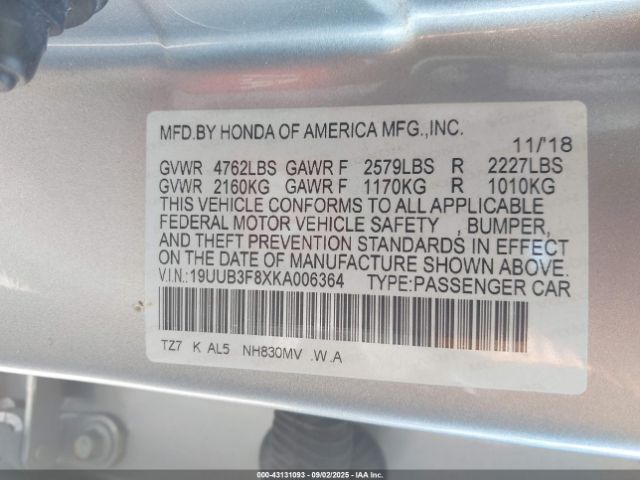 MFD.BY HONDA OF AMERICA MFG.,INC.
11/'18
GVWR 4762LBS GAWR F 2579LBS R 2227LBS
GVWR 2160KG GAWR F 1170KG R 1010KG
THIS VEHICLE CONFORMS TO ALL APPLICABLE
FEDERAL MOTOR VEHICLE SAFETY , BUMPER,
AND THEFT PREVENTION STANDARDS IN EFFECT
ON THE DATE OF MANUFACTURE SHOWN ABOVE.
V.I.N.: 19UUB3F8XKA006364 TYPE:PASSENGER CAR
TZ7 K AL5 NH830MV .W .A
000-43131093 - 09/02/2025 - IAAI.COM